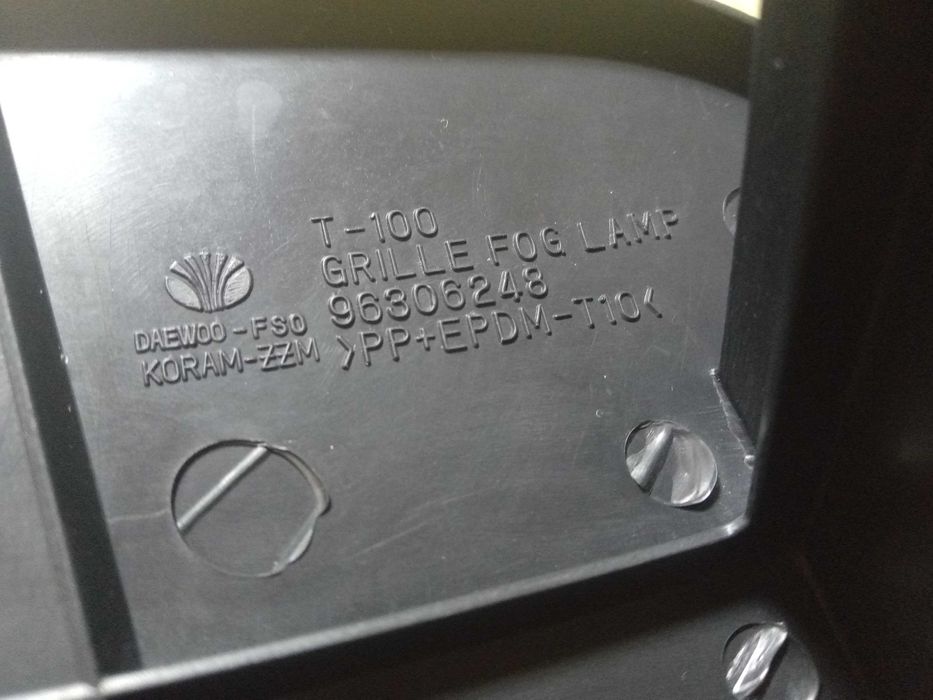 T-100
GRILLE FOG LAMP
96306248
>PP+EPDM-T10<
DAEWOO-FSO
KORAM-ZZM